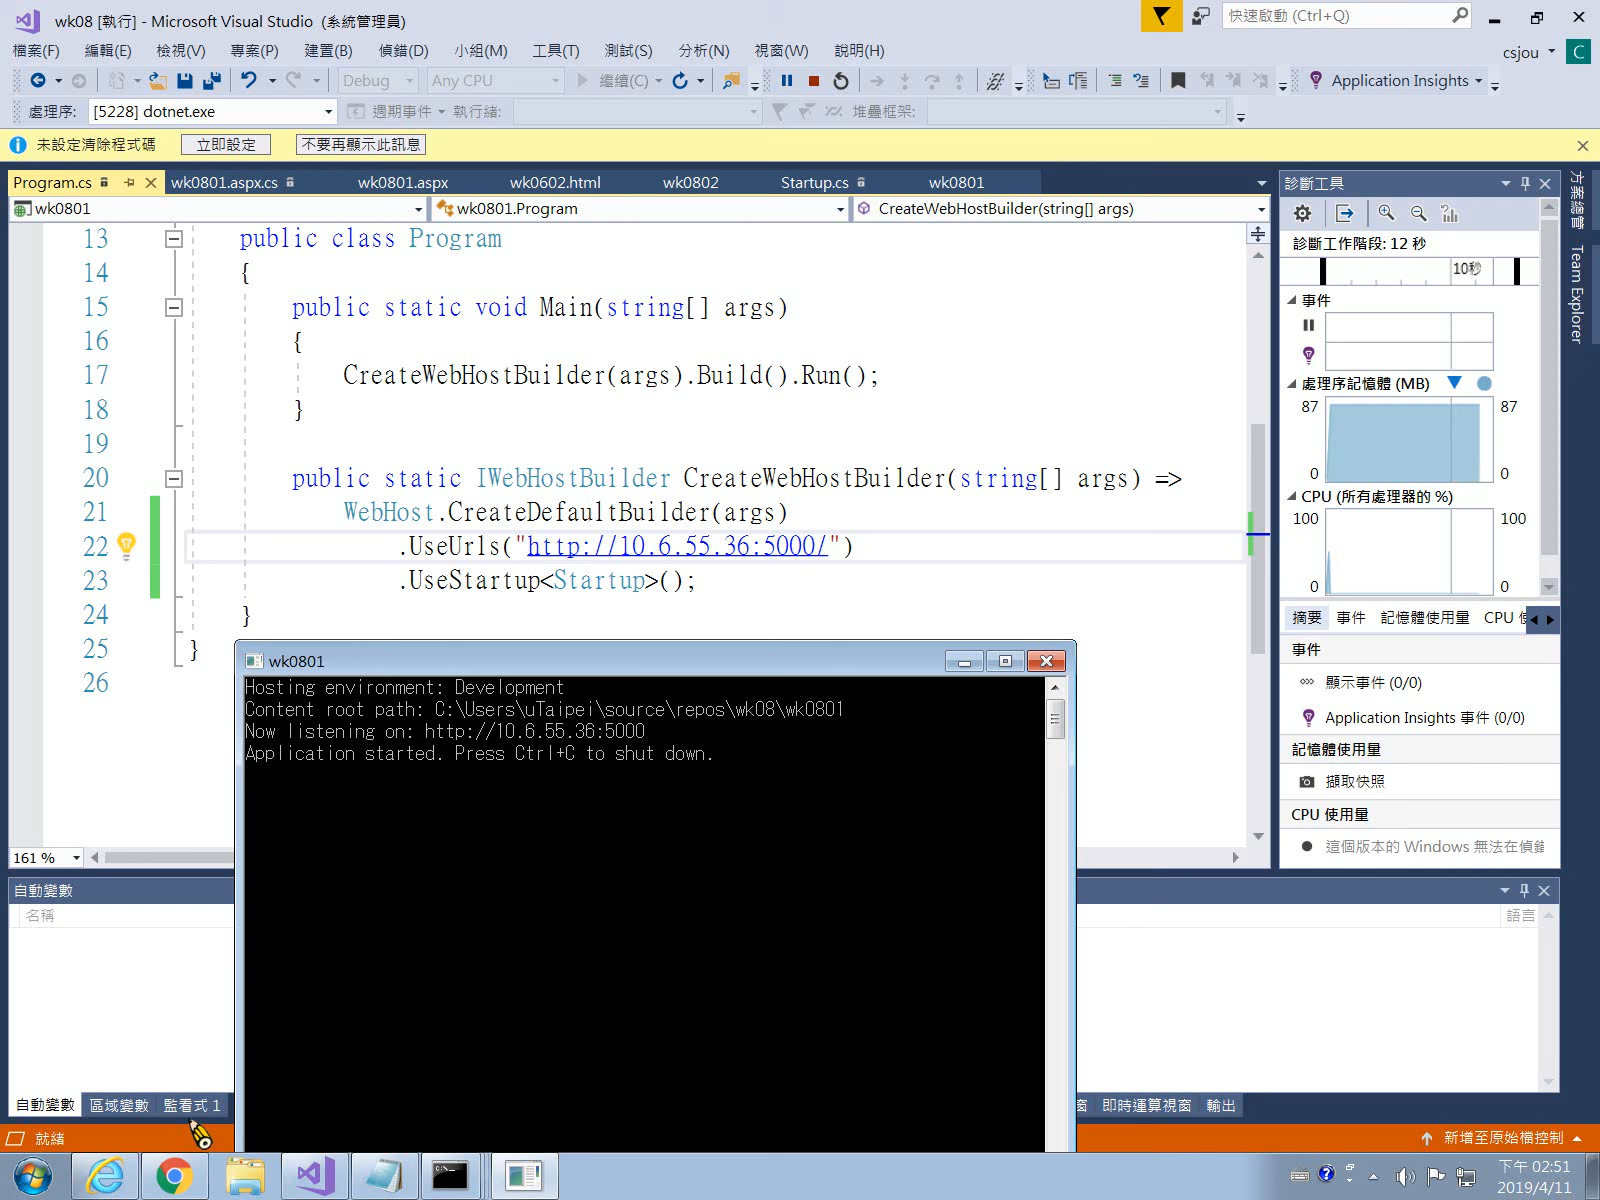 wk08 [執行] - Microsoft Visual Studio (系統管理員)
快速啟動 (Ctrl+Q)
檔案(F) 編輯(E) 檢視(V) 專案(P) 建置(B) 偵錯(D) 小組(M) 工具(T) 測試(S) 分析(N) 視窗(W) 說明(H)
csjou C
Debug Any CPU 繼續(C) Application Insights
處理序: [5228] dotnet.exe 週期事件 執行緒: 堆疊框架:
未設定清除程式碼 立即設定 不要再顯示此訊息
Program.cs wk0801.aspx.cs wk0801.aspx wk0602.html wk0802 Startup.cs wk0801
wk0801 wk0801.Program CreateWebHostBuilder(string[] args)
13 public class Program
14 {
15 public static void Main(string[] args)
16 {
17 CreateWebHostBuilder(args).Build().Run();
18 }
19
20 public static IWebHostBuilder CreateWebHostBuilder(string[] args) =>
21 WebHost.CreateDefaultBuilder(args)
22 .UseUrls("http://10.6.55.36:5000/")
23 .UseStartup<Startup>();
24 }
25 }
26
161 %
wk0801
Hosting environment: Development
Content root path: C:\Users\uTaipei\source\repos\wk08\wk0801
Now listening on: http://10.6.55.36:5000
Application started. Press Ctrl+C to shut down.
診斷工具
診斷工作階段: 12 秒
10秒
事件
處理序記憶體 (MB)
87 87
0 0
CPU (所有處理器的 %)
100 100
0 0
摘要 事件 記憶體使用量 CPU
事件
顯示事件 (0/0)
Application Insights 事件 (0/0)
記憶體使用量
擷取快照
CPU 使用量
這個版本的 Windows 無法在偵
方案總管
Team Explorer
自動變數
名稱 語言
自動變數 區域變數 監看式 1 窗 即時運算視窗 輸出
就緒 新增至原始檔控制
下午 02:51
2019/4/11